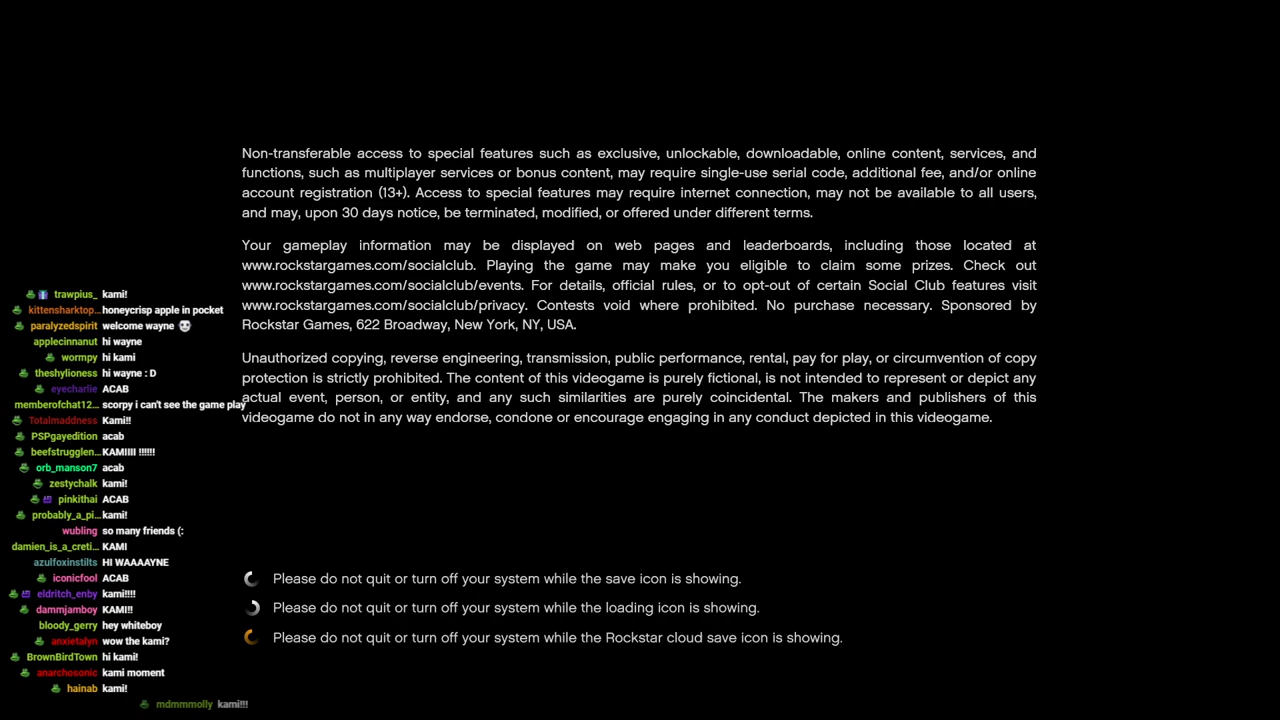 Non-transferable access to special features such as exclusive, unlockable, downloadable, online content, services, and
functions, such as multiplayer services or bonus content, may require single-use serial code, additional fee, and/or online
account registration (13+). Access to special features may require internet connection, may not be available to all users,
and may, upon 30 days notice, be terminated, modified, or offered under different terms.
Your gameplay information may be displayed on web pages and leaderboards, including those located at
www.rockstargames.com/socialclub. Playing the game may make you eligible to claim some prizes. Check out
www.rockstargames.com/socialclub/events. For details, official rules, or to opt-out of certain Social Club features visit
www.rockstargames.com/socialclub/privacy. Contests void where prohibited. No purchase necessary. Sponsored by
Rockstar Games, 622 Broadway, New York, NY, USA.
Unauthorized copying, reverse engineering, transmission, public performance, rental, pay for play, or circumvention of copy
protection is strictly prohibited. The content of this videogame is purely fictional, is not intended to represent or depict any
actual event, person, or entity, and any such similarities are purely coincidental. The makers and publishers of this
videogame do not in any way endorse, condone or encourage engaging in any conduct depicted in this videogame.
Please do not quit or turn off your system while the save icon is showing.
Please do not quit or turn off your system while the loading icon is showing.
Please do not quit or turn off your system while the Rockstar cloud save icon is showing.
trawpius_ kami!
kittensharktop... honeycrisp apple in pocket
paralyzedspirit welcome wayne
applecinnanut hi wayne
wormpy hi kami
theshylioness hi wayne : D
eyecharlie ACAB
memberofchat12... scorpy i can't see the game play
Totalmaddness Kami!!
PSPgayedition acab
beefstrugglen... KAMIIII !!!!!!
orb_manson7 acab
zestychalk kami!
pinkithai ACAB
probably_a_pi... kami!
wubling so many friends (:
damien_is_a_creti... KAMI
azulfoxinstilts HI WAAAAYNE
iconicfool ACAB
eldritch_enby kami!!!!
dammjamboy KAMI!!
bloody_gerry hey whiteboy
anxietalyn wow the kami?
BrownBirdTown hi kami!
anarchosonic kami moment
hainab kami!
mdmmmolly kami!!!